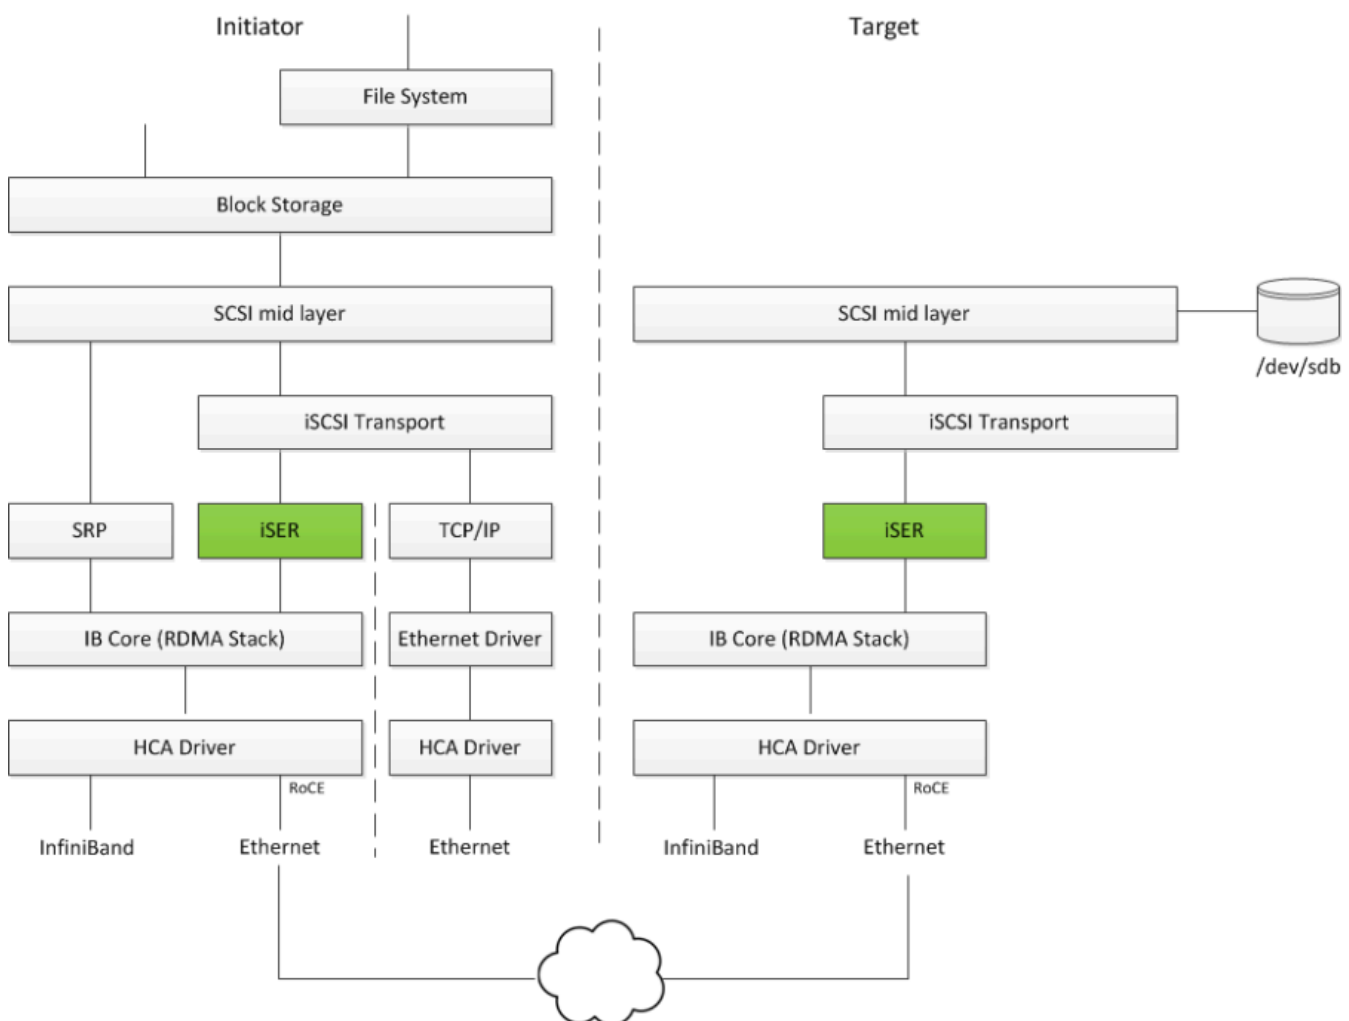 Initiator
Target
File System
Block Storage
SCSI mid layer
SCSI mid layer
/dev/sdb
iSCSI Transport
iSCSI Transport
SRP
iSER
TCP/IP
iSER
IB Core (RDMA Stack)
Ethernet Driver
IB Core (RDMA Stack)
HCA Driver
HCA Driver
HCA Driver
RoCE
RoCE
InfiniBand
Ethernet
Ethernet
InfiniBand
Ethernet